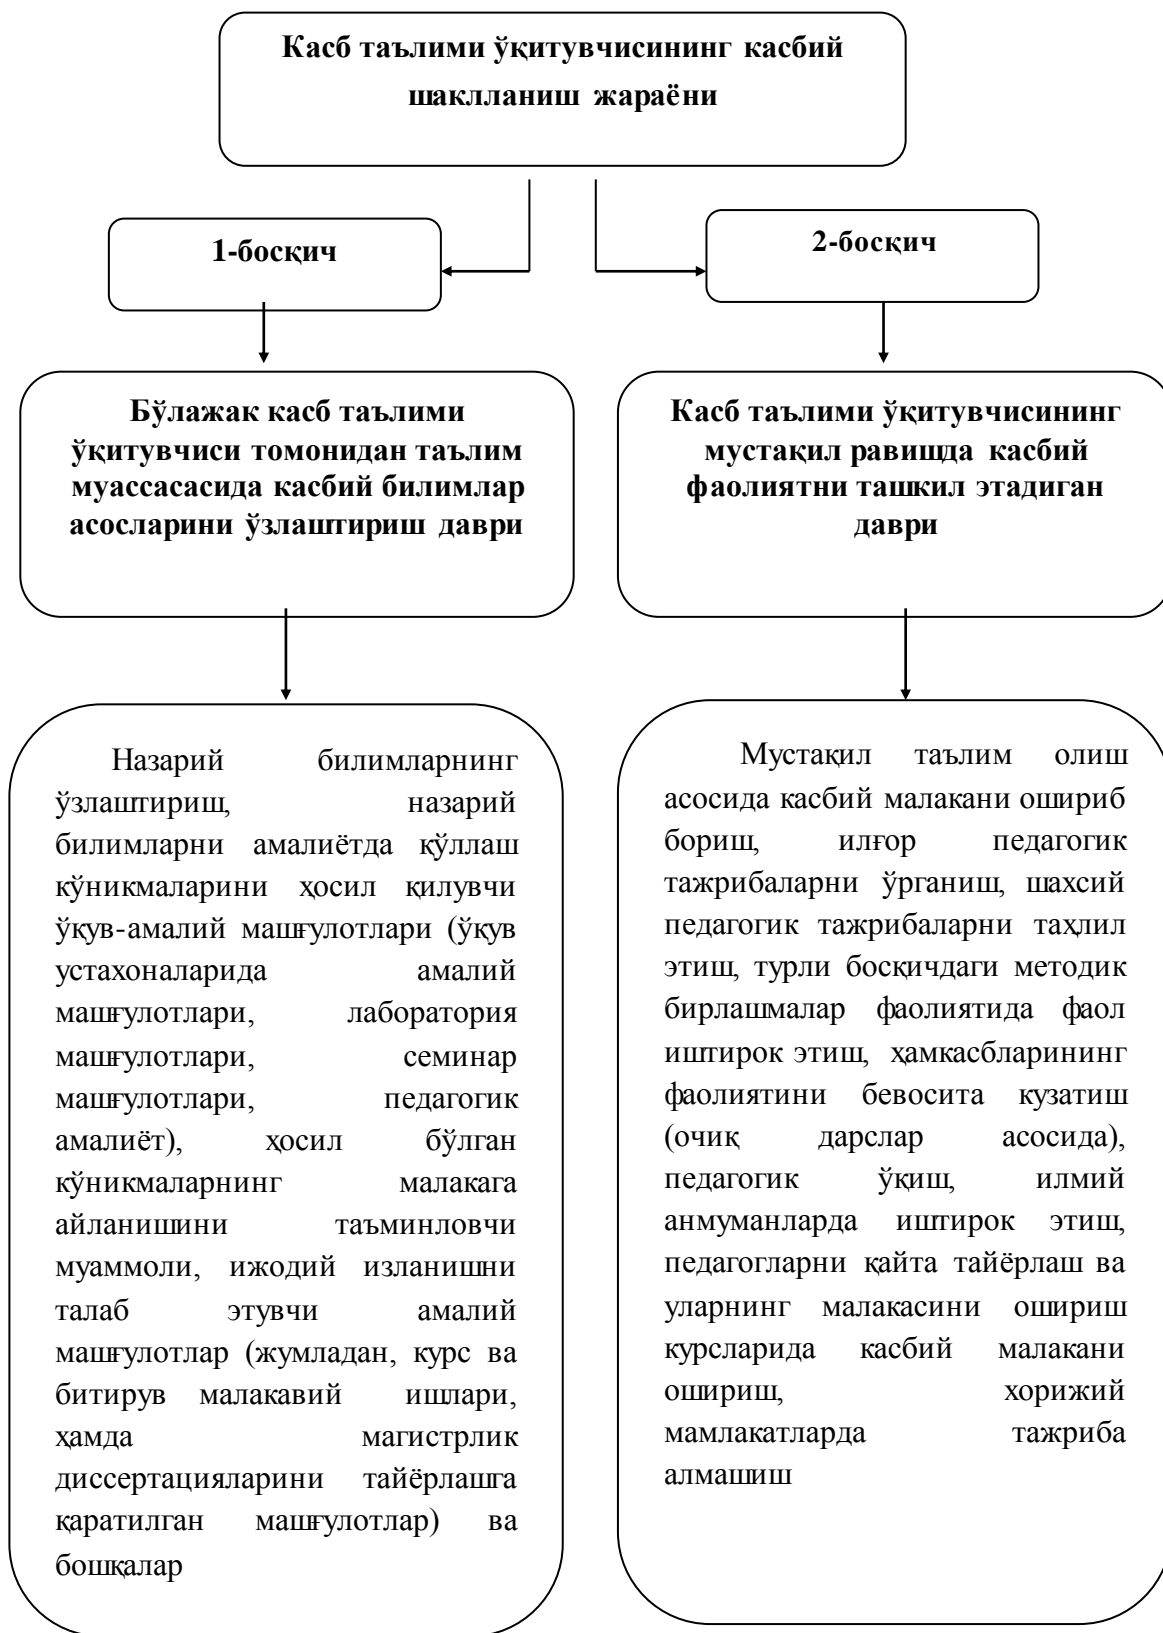 Касб таълими ўқитувчисининг касбий
шаклланиш жараёни
1-босқич
2-босқич
Бўлажак касб таълими
ўқитувчиси томонидан таълим
муассасасида касбий билимлар
асосларини ўзлаштириш даври
Касб таълими ўқитувчисининг
мустақил равишда касбий
фаолиятни ташкил этадиган
даври
Назарий билимларнинг
ўзлаштириш, назарий
билимларни амалиётда қўллаш
кўникмаларини ҳосил қилувчи
ўқув-амалий машғулотлари (ўқув
устахоналарида амалий
машғулотлари, лаборатория
машғулотлари, семинар
машғулотлари, педагогик
амалиёт), ҳосил бўлган
кўникмаларнинг малакага
айланишини таъминловчи
муаммоли, ижодий изланишни
талаб этувчи амалий
машғулотлар (жумладан, курс ва
битирув малакавий ишлари,
ҳамда магистрлик
диссертацияларини тайёрлашга
қаратилган машғулотлар) ва
бошқалар
Мустақил таълим олиш
асосида касбий малакани ошириб
бориш, илғор педагогик
тажрибаларни ўрганиш, шахсий
педагогик тажрибаларни таҳлил
этиш, турли босқичдаги методик
бирлашмалар фаолиятида фаол
иштирок этиш, ҳамкасбларининг
фаолиятини бевосита кузатиш
(очиқ дарслар асосида),
педагогик ўқиш, илмий
анмуманларда иштирок этиш,
педагогларни қайта тайёрлаш ва
уларнинг малакасини ошириш
курсларида касбий малакани
ошириш, хорижий
мамлакатларда тажриба
алмашиш